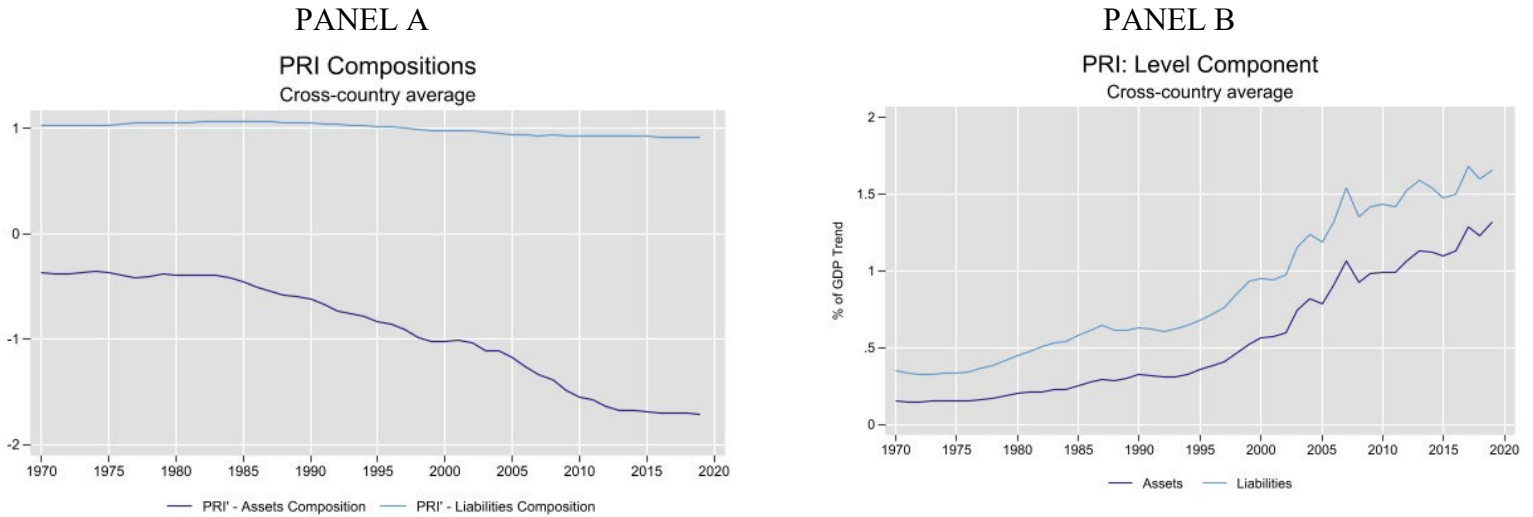 PANEL A
PRI Compositions
Cross-country average
1
0
-1
-2
1970 1975 1980 1985 1990 1995 2000 2005 2010 2015 2020
PRI' - Assets Composition PRI' - Liabilities Composition
PANEL B
PRI: Level Component
Cross-country average
% of GDP Trend
2
1.5
1
.5
0
1970 1975 1980 1985 1990 1995 2000 2005 2010 2015 2020
Assets Liabilities